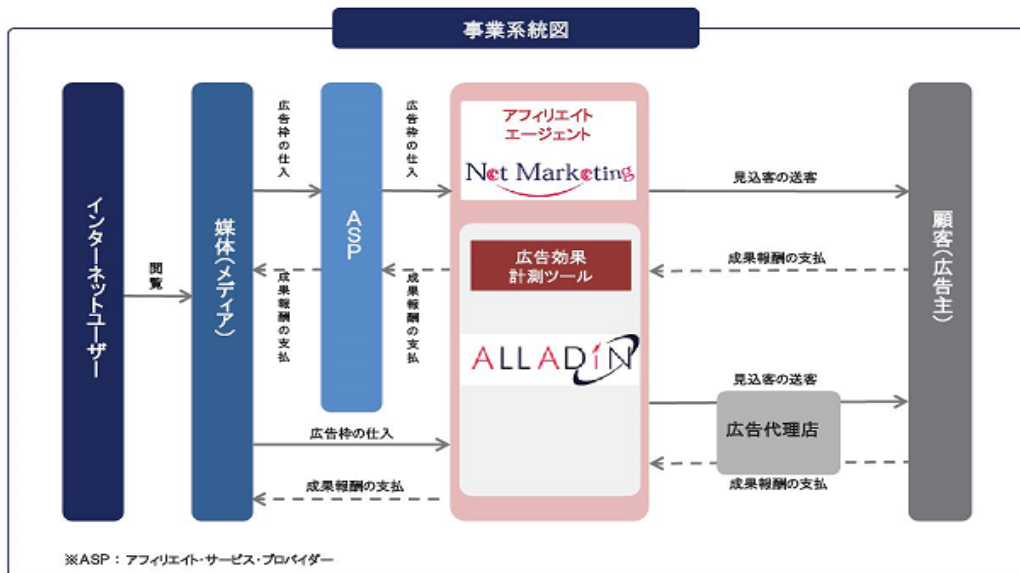 事業系統図
インターネットユーザー
閲覧
媒体(メディア)
広告枠の仕入
成果報酬の支払
ASP
広告枠の仕入
成果報酬の支払
広告枠の仕入
成果報酬の支払
アフィリエイト
エージェント
Net Marketing
広告効果
計測ツール
ALLADiN
見込客の送客
成果報酬の支払
見込客の送客
広告代理店
成果報酬の支払
顧客(広告主)
※ASP:アフィリエイト・サービス・プロバイダー